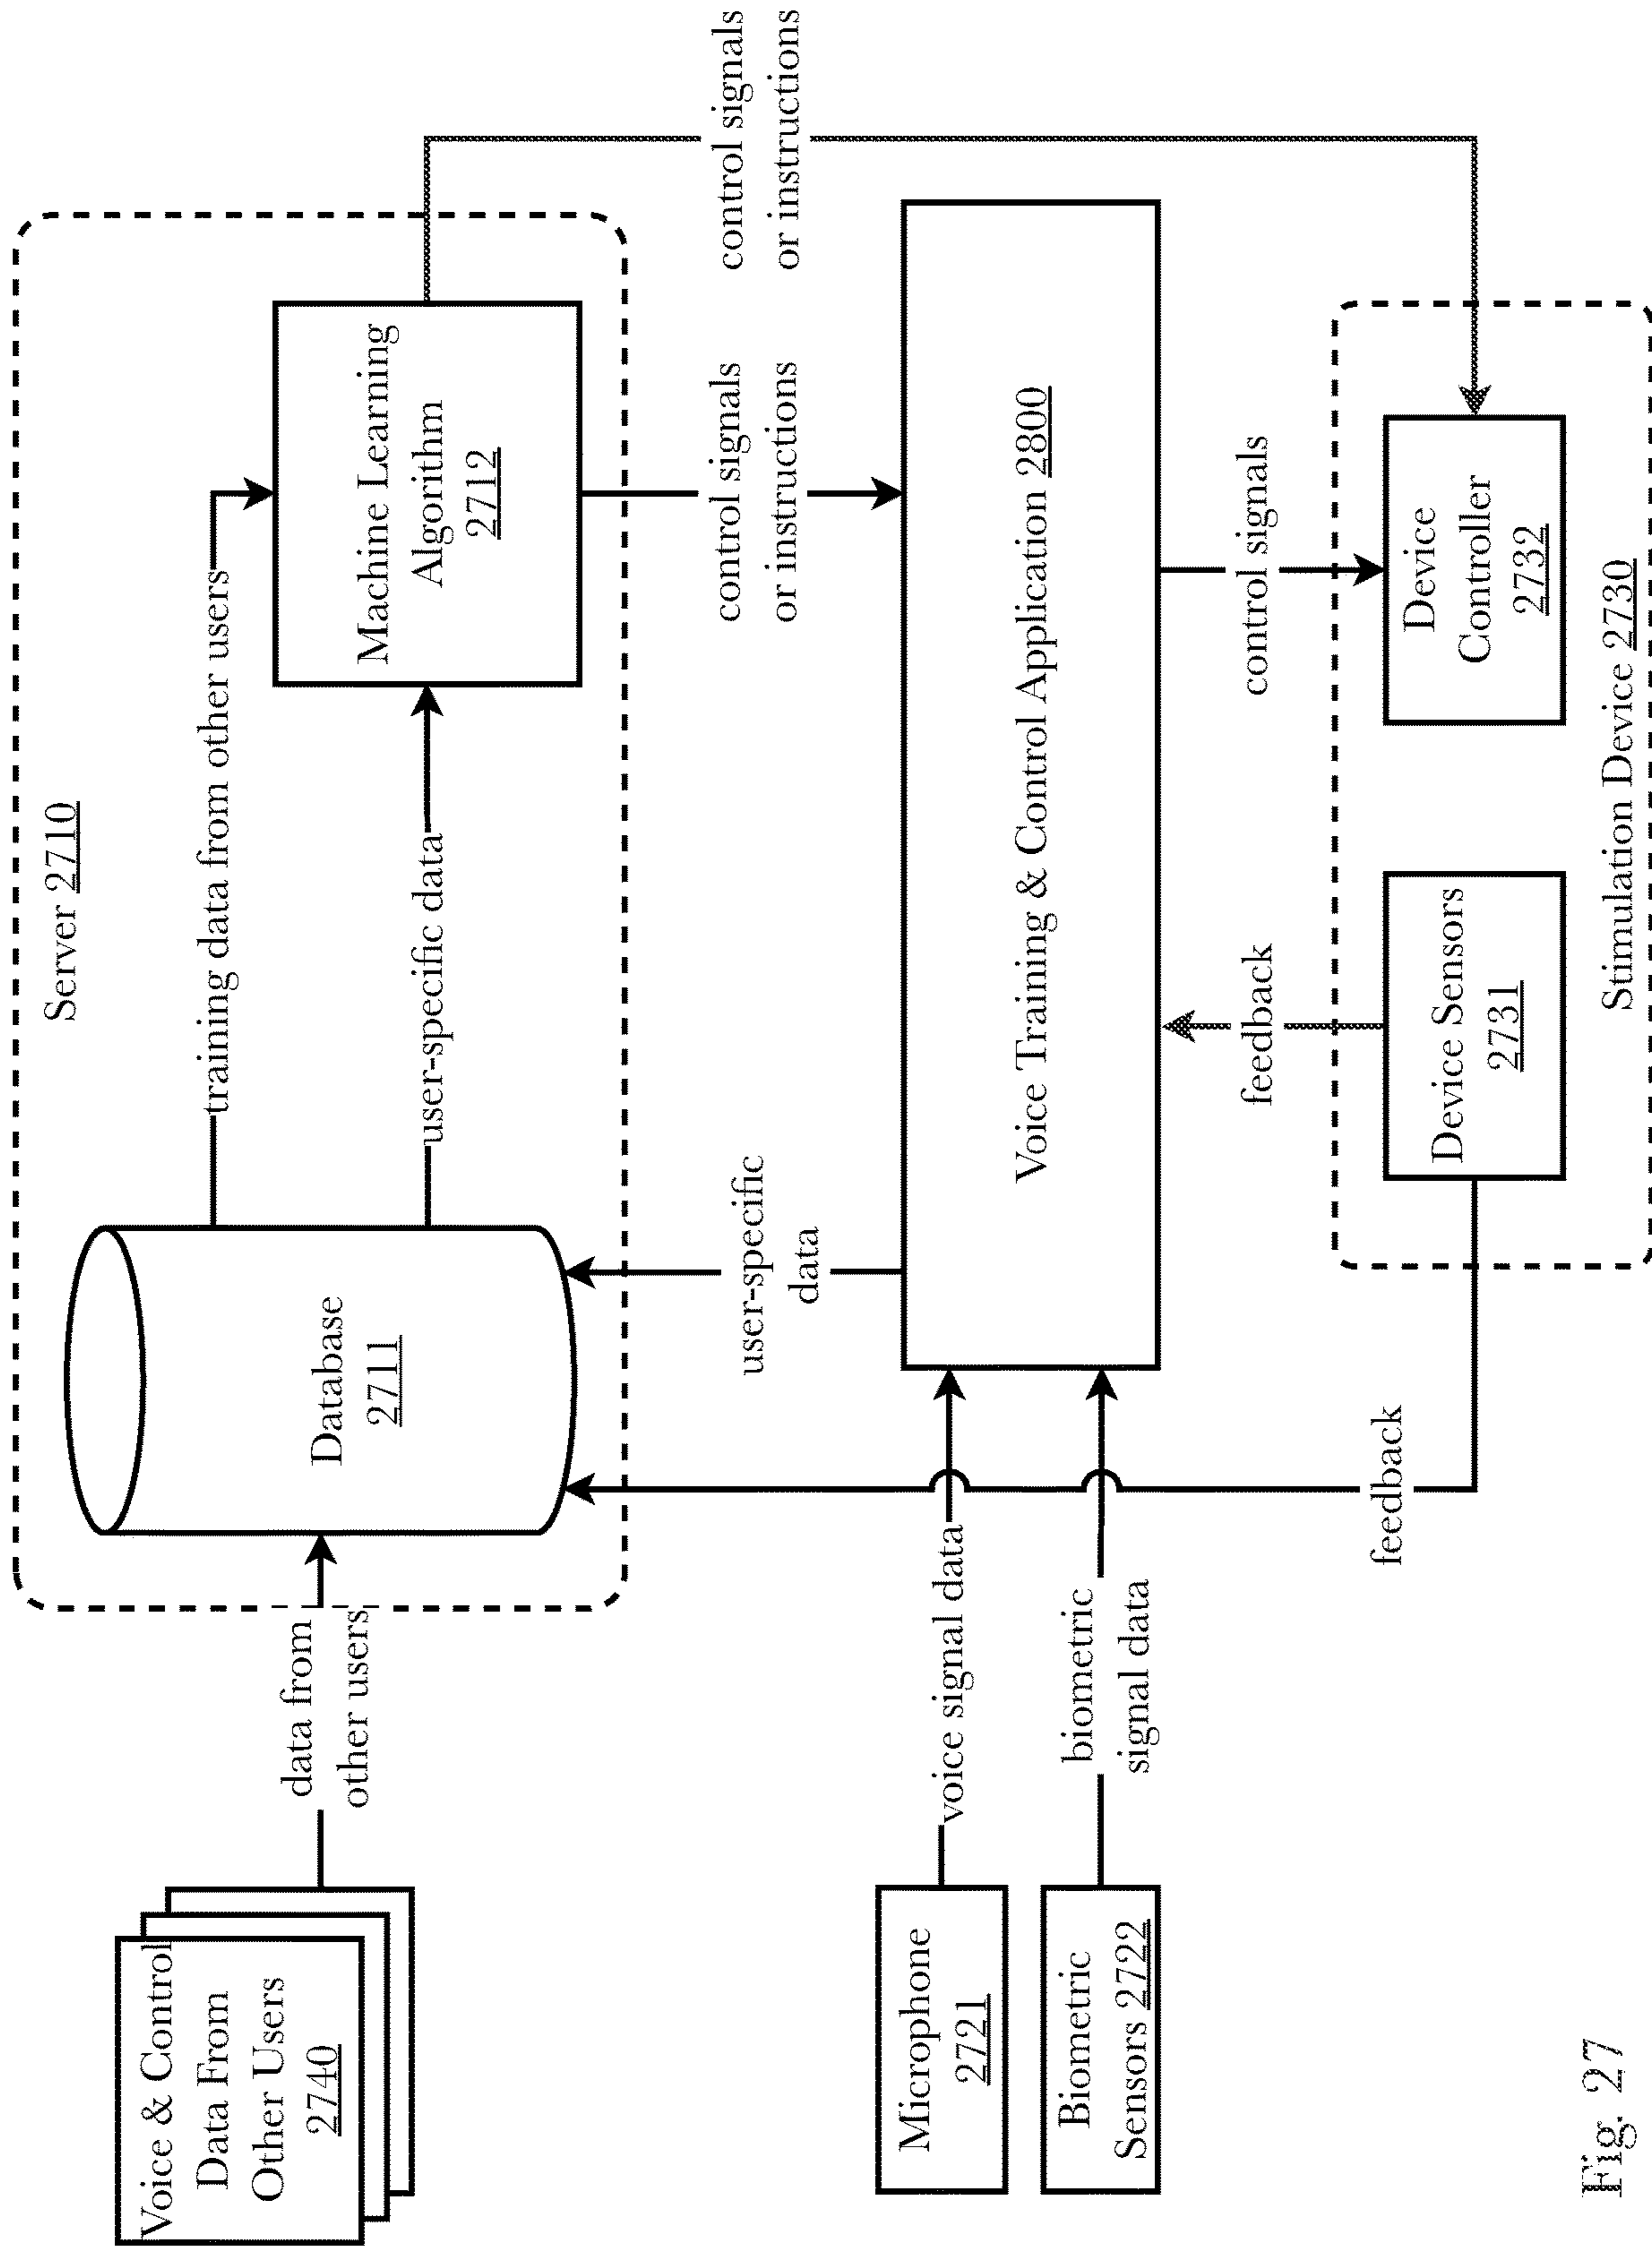 Server 2710
Voice & Control
Data From
Other Users
2740
data from
other users
Database
2711
training data from other users
user-specific data
Machine Learning
Algorithm
2712
user-specific
data
control signals
or instructions
control signals
or instructions
Microphone
2721
voice signal data
Biometric
Sensors 2722
biometric
signal data
Voice Training & Control Application 2800
feedback
feedback
control signals
Device Sensors
2731
Device
Controller
2732
Stimulation Device 2730
Fig. 27